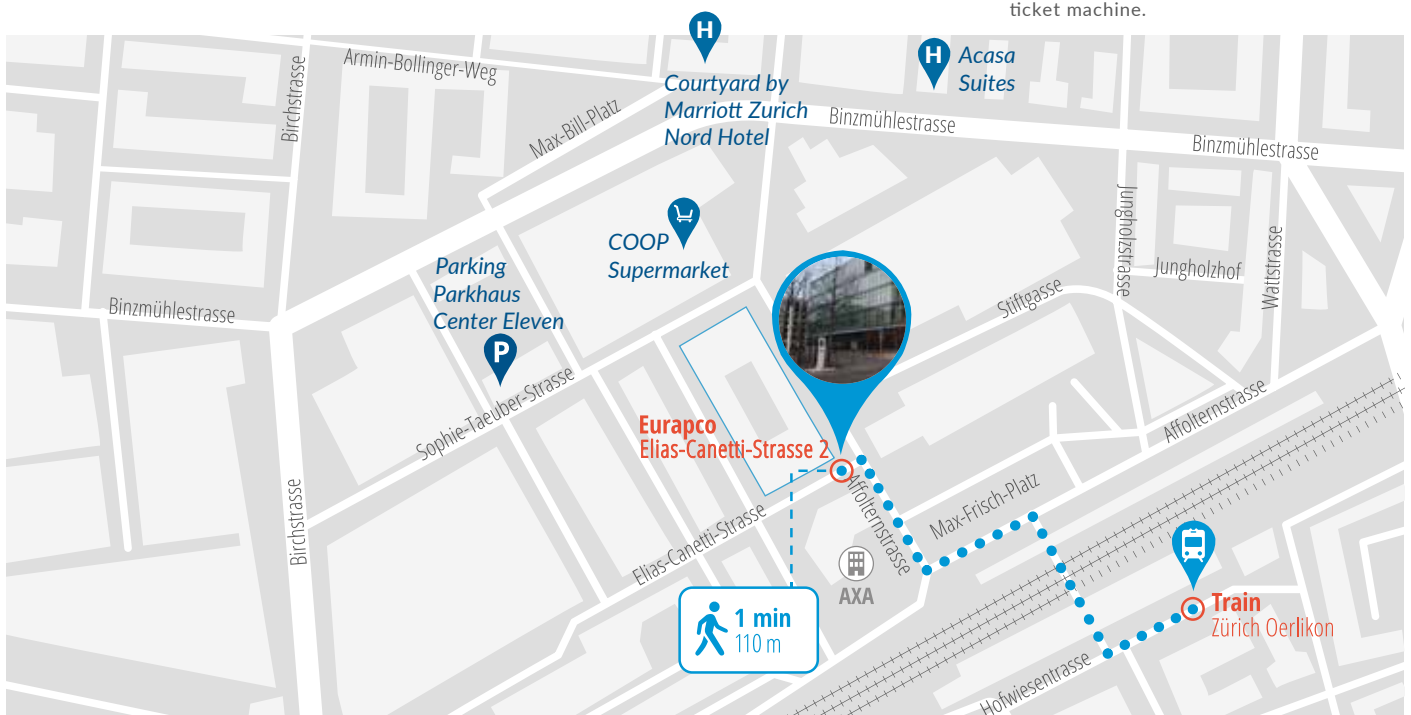 ticket machine.
H
H
Acasa
Suites
Armin-Bollinger-Weg
Birchstrasse
Courtyard by
Marriott Zurich
Nord Hotel
Max-Bill-Platz
Binzmühlestrasse
Binzmühlestrasse
Jungholzstrasse
Wattstrasse
Jungholzhof
COOP
Supermarket
Parking
Parkhaus
Center Eleven
P
Binzmühlestrasse
Stiftgasse
Sophie-Taeuber-Strasse
Affolternstrasse
Eurapco
Elias-Canetti-Strasse 2
Affolternstrasse
Max-Frisch-Platz
Birchstrasse
Elias-Canetti-Strasse
AXA
1 min
110 m
Train
Zürich Oerlikon
Hofwiesentrasse